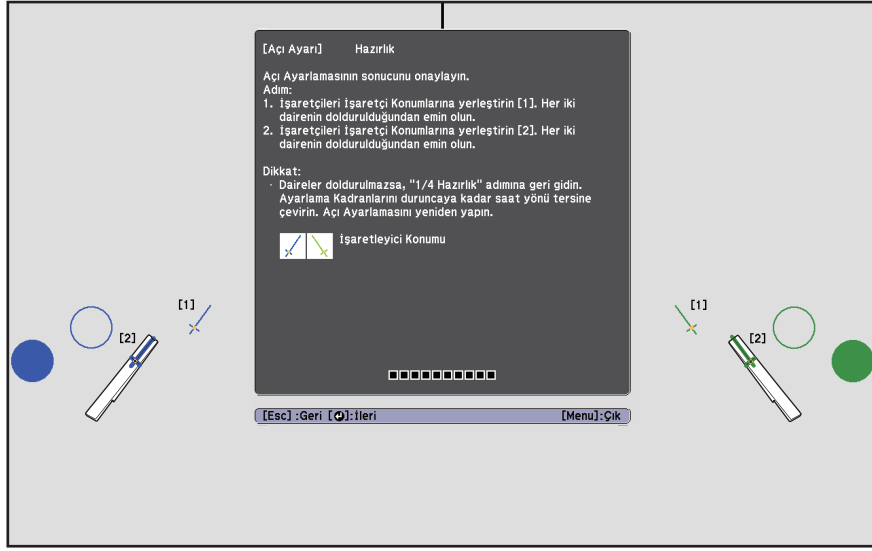 [Açı Ayarı] Hazırlık
Açı Ayarlamasının sonucunu onaylayın.
Adım:
1. İşaretçileri İşaretçi Konumlarına yerleştirin [1]. Her iki
dairenin doldurulduğundan emin olun.
2. İşaretçileri İşaretçi Konumlarına yerleştirin [2]. Her iki
dairenin doldurulduğundan emin olun.
Dikkat:
· Daireler doldurulmazsa, "1/4 Hazırlık" adımına geri gidin.
Ayarlama Kadranlarını duruncaya kadar saat yönü tersine
çevirin. Açı Ayarlamasını yeniden yapın.
İşaretleyici Konumu
[1]
[1]
[2]
[2]
[Esc] :Geri [↵]:İleri [Menu]:Çık